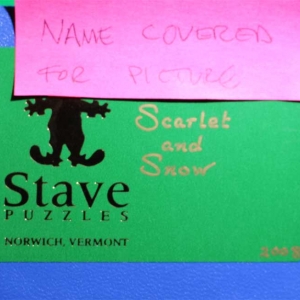 NAME COVERED
FOR PICTURE
Scarlet
and
Snow
Stave
PUZZLES
NORWICH, VERMONT